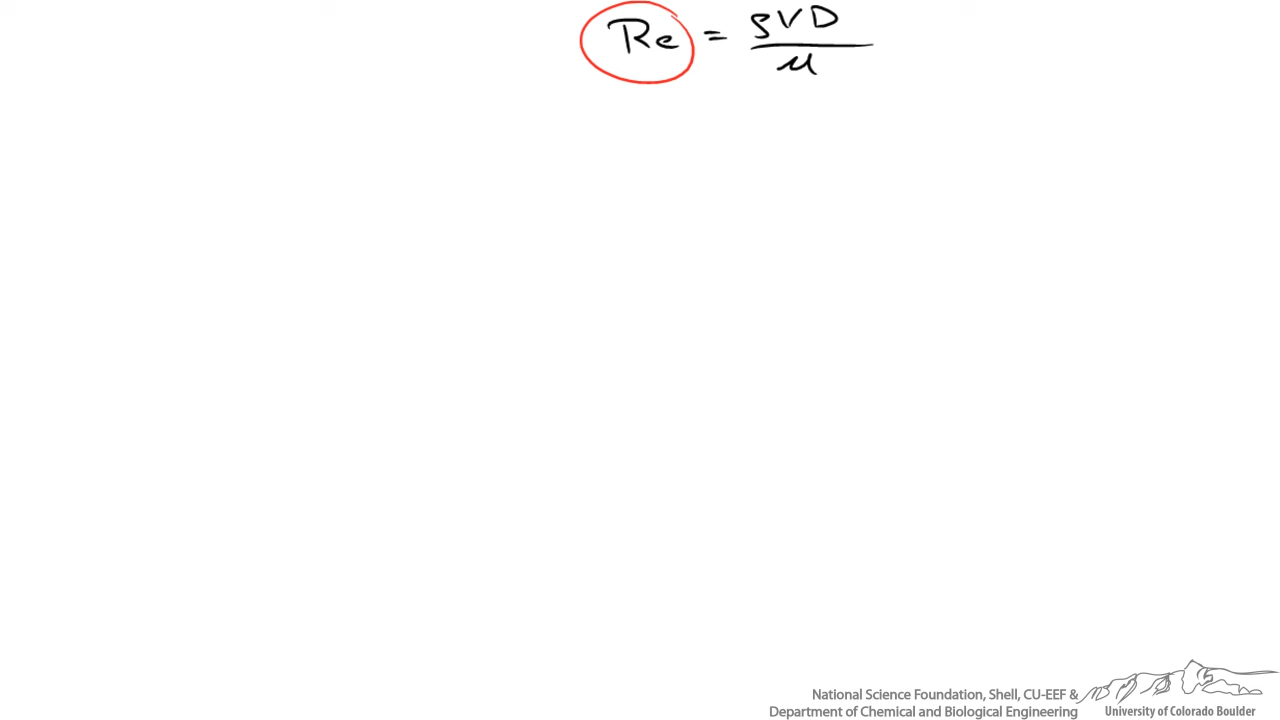 Re = ρVD / μ
National Science Foundation, Shell, CU-EEF &
Department of Chemical and Biological Engineering
University of Colorado Boulder